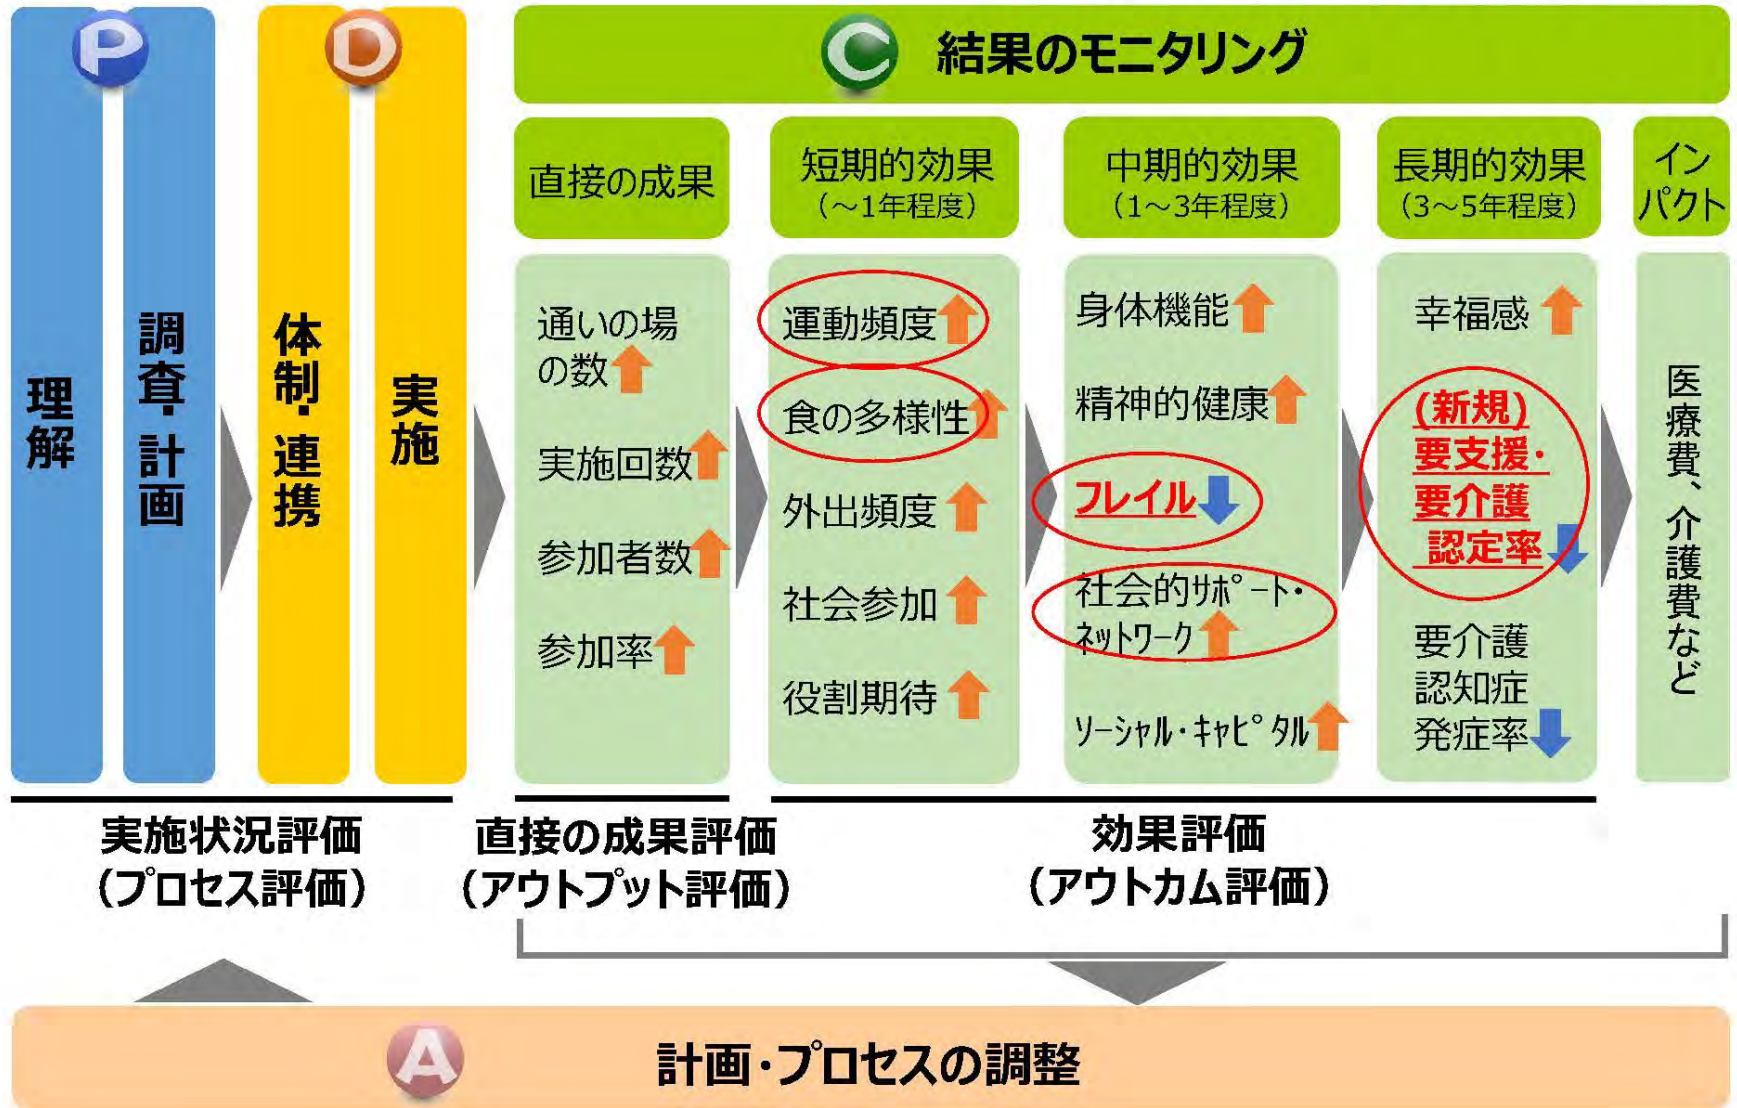 P
D
C 結果のモニタリング
理解
調査・計画
体制・連携
実施
直接の成果
通いの場
の数
実施回数
参加者数
参加率
短期的効果
（～1年程度）
運動頻度
食の多様性
外出頻度
社会参加
役割期待
中期的効果
（1～3年程度）
身体機能
精神的健康
フレイル
社会的ｻﾎﾟｰﾄ・
ﾈｯﾄﾜｰｸ
ｿｰｼｬﾙ・ｷｬﾋﾟﾀﾙ
長期的効果
（3～5年程度）
幸福感
(新規)
要支援・
要介護
認定率
要介護
認知症
発症率
イン
パクト
医療費、介護費など
実施状況評価
（プロセス評価）
直接の成果評価
（アウトプット評価）
効果評価
（アウトカム評価）
A 計画・プロセスの調整